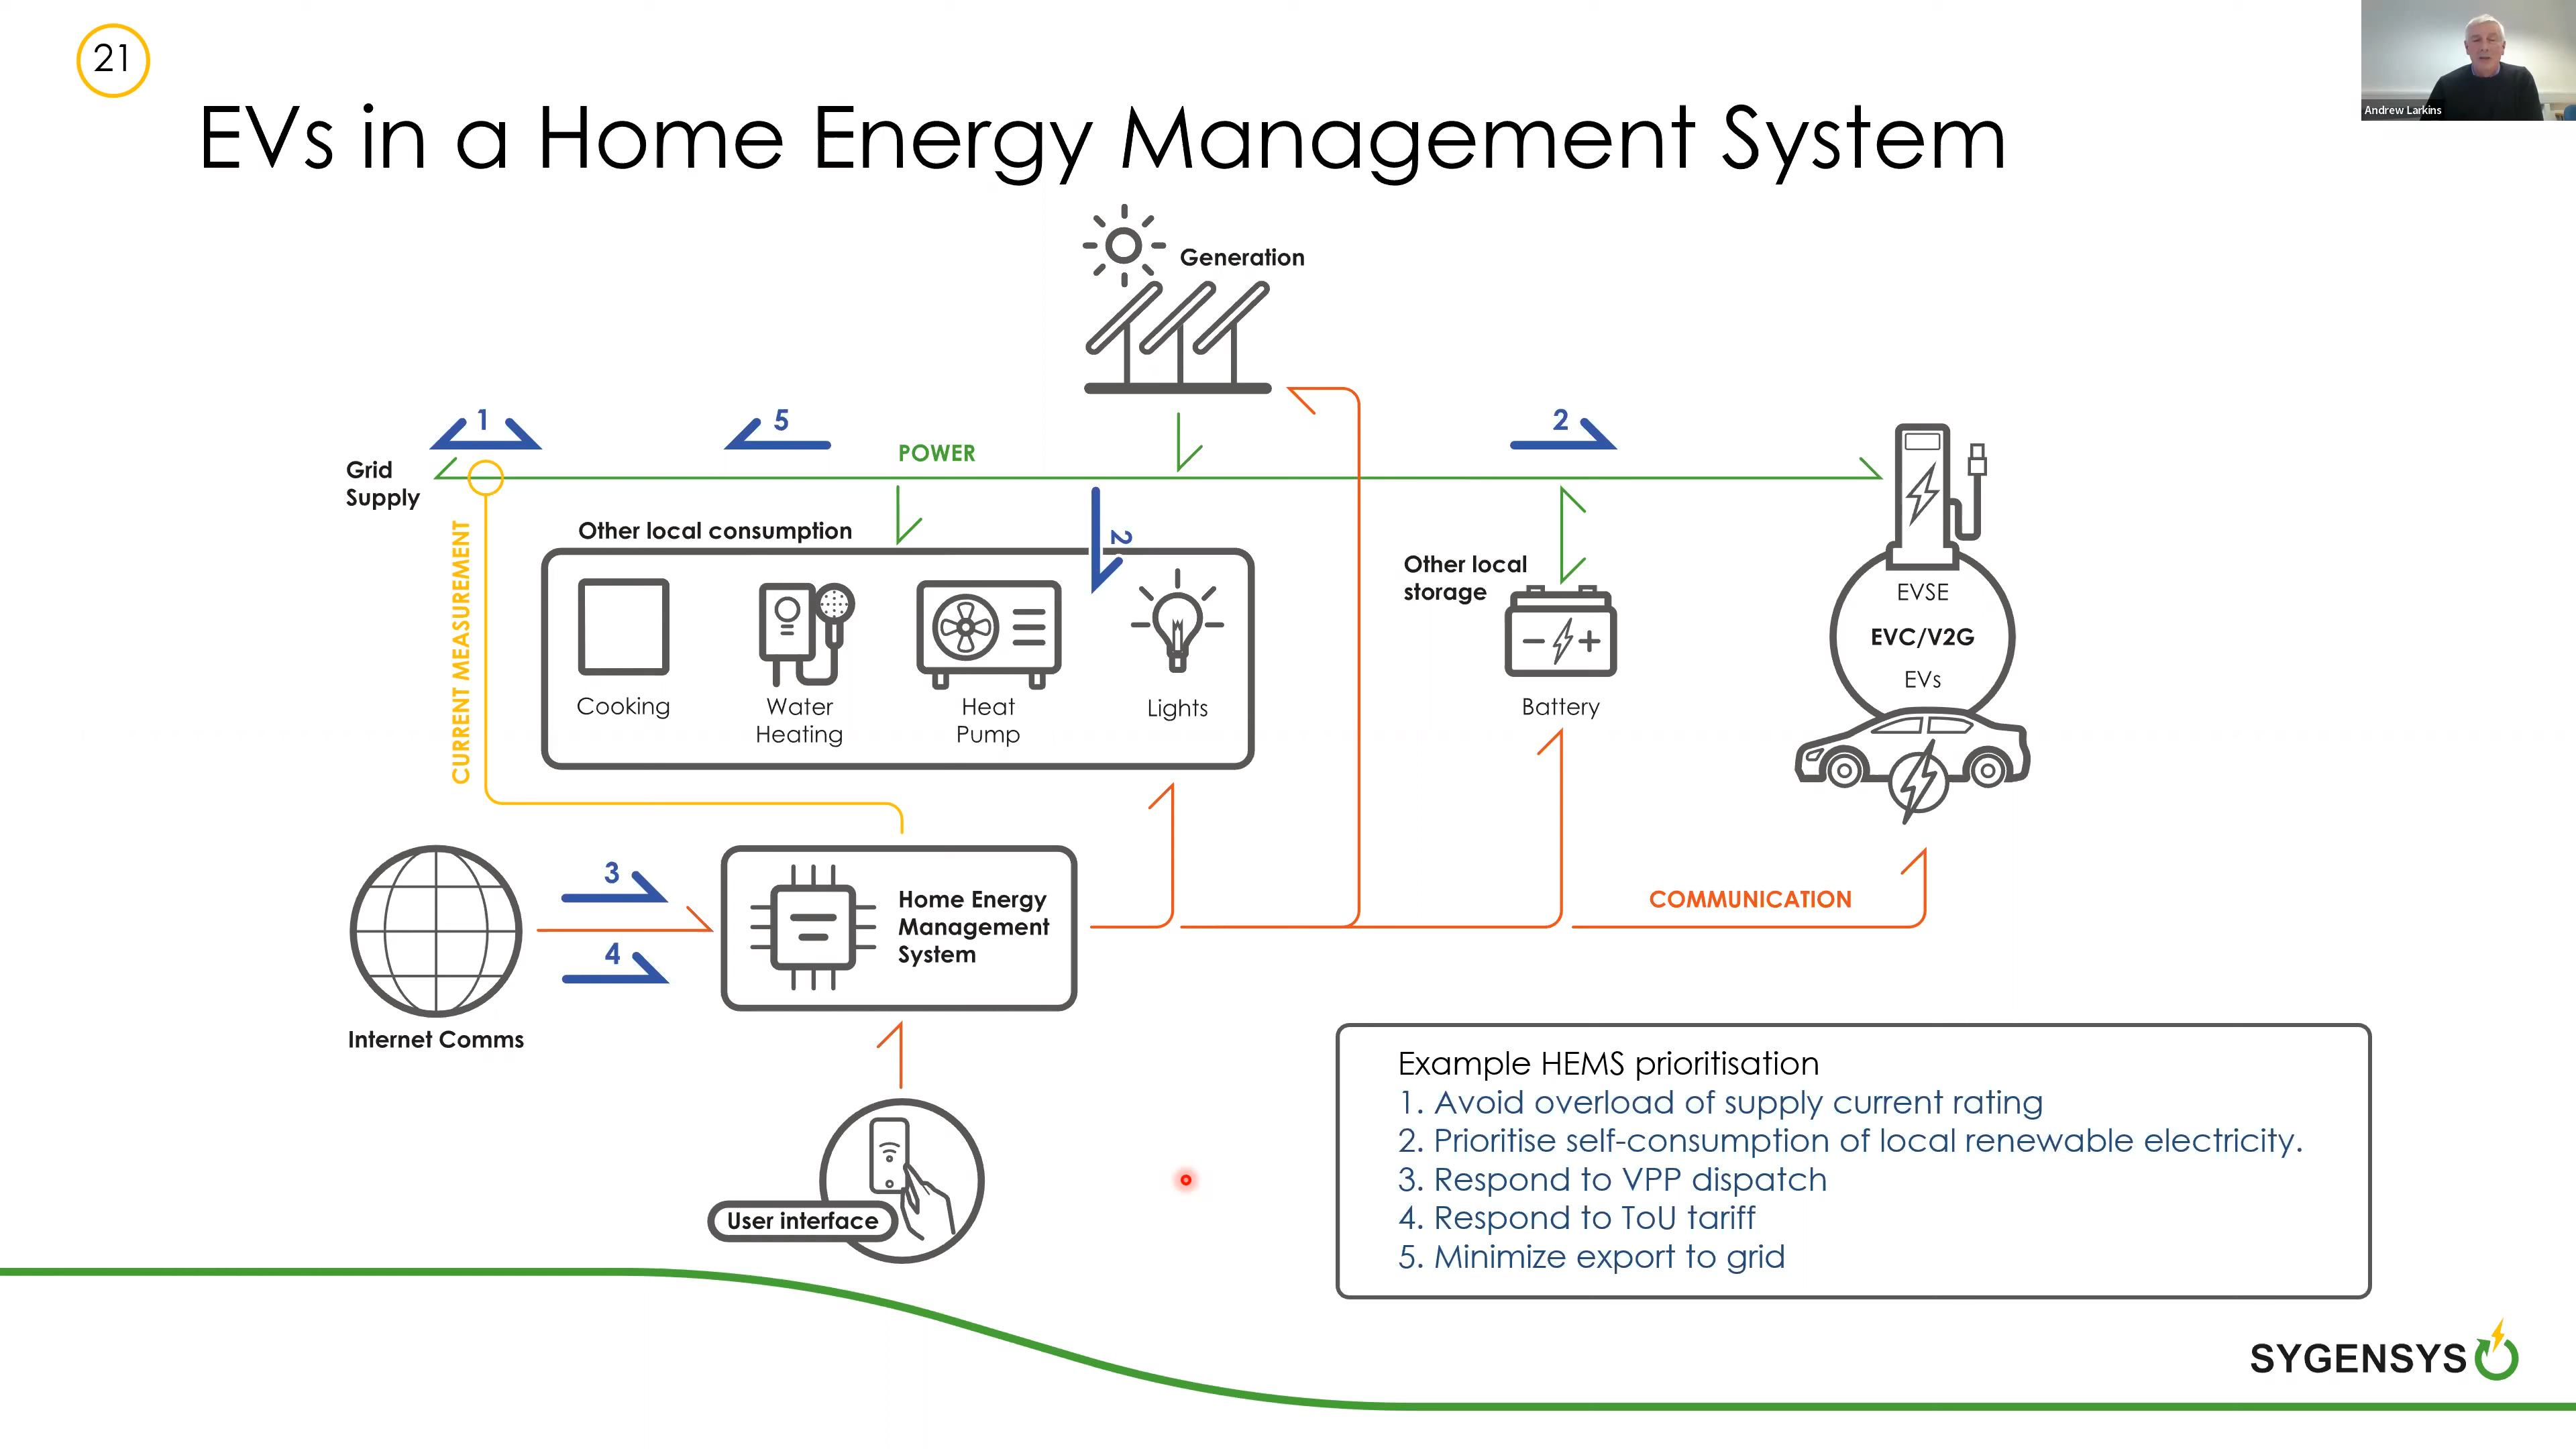 21
Andrew Larkins
EVs in a Home Energy Management System
Generation
1
5
2
POWER
Grid
Supply
CURRENT MEASUREMENT
Other local consumption
2
Cooking
Water
Heating
Heat
Pump
Lights
Other local
storage
Battery
EVSE
EVC/V2G
EVs
3
4
Internet Comms
Home Energy
Management
System
COMMUNICATION
User interface
Example HEMS prioritisation
1. Avoid overload of supply current rating
2. Prioritise self-consumption of local renewable electricity.
3. Respond to VPP dispatch
4. Respond to ToU tariff
5. Minimize export to grid
SYGENSYS